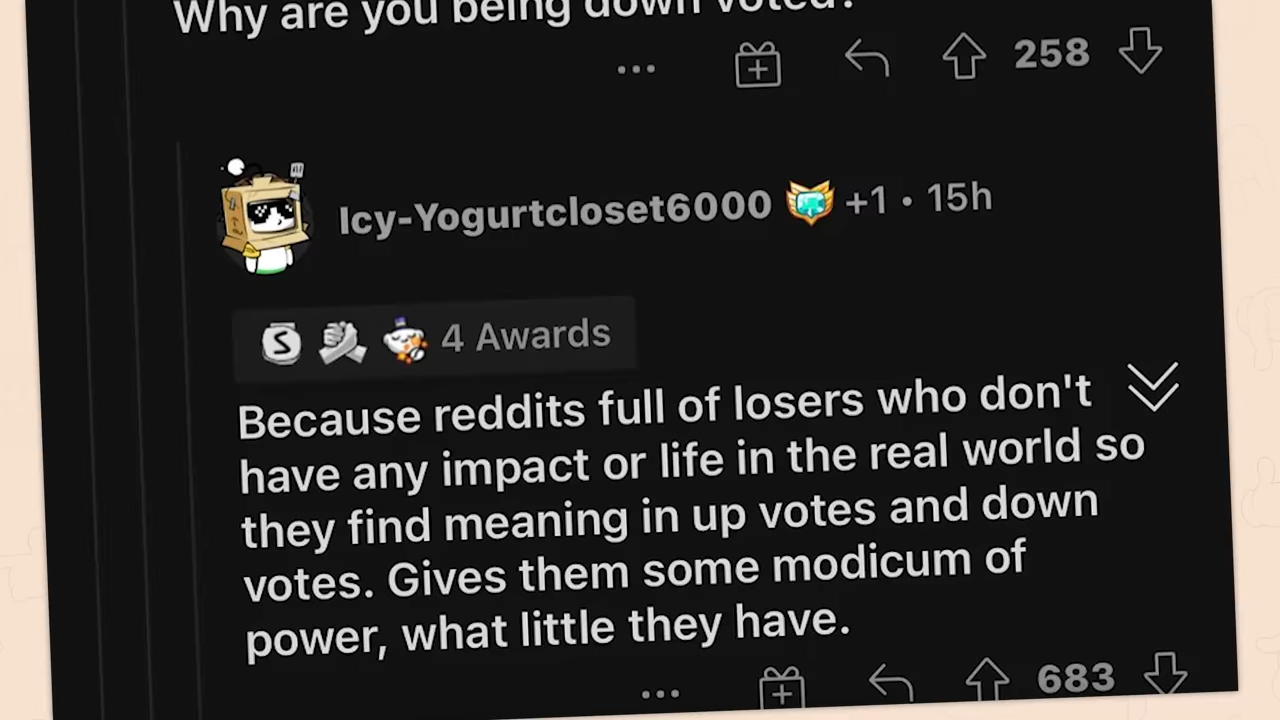 Why are you being down voted?
258
Icy-Yogurtcloset6000 +1 • 15h
S 4 Awards
Because reddits full of losers who don't
have any impact or life in the real world so
they find meaning in up votes and down
votes. Gives them some modicum of
power, what little they have.
683